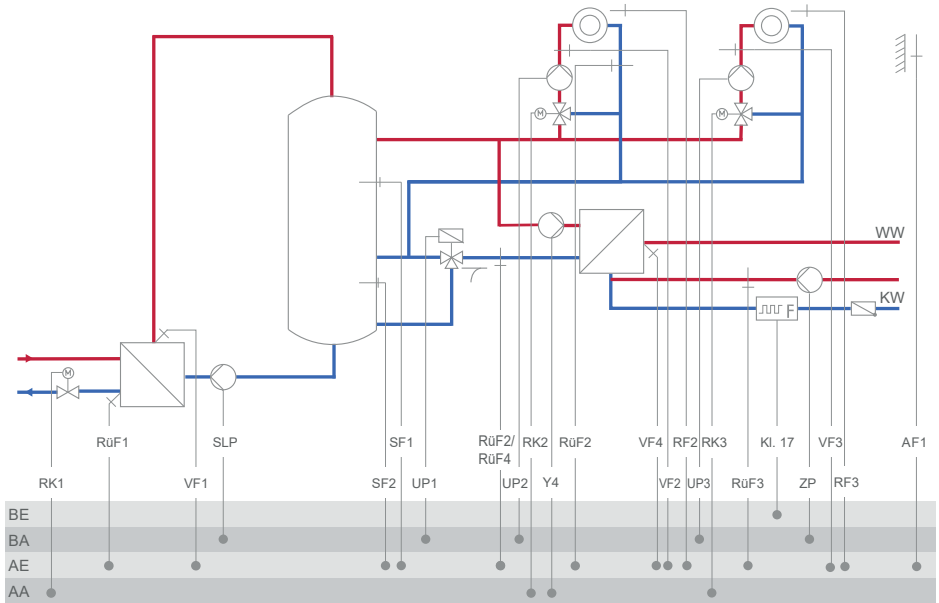 M
M
WW
KW
F
M
RüF1
SLP
SF1
RüF2/
RüF4
RK2
RüF2
VF4
RF2
RK3
Kl. 17
VF3
AF1
RK1
VF1
SF2
UP1
UP2
Y4
VF2
UP3
RüF3
ZP
RF3
BE
BA
AE
AA